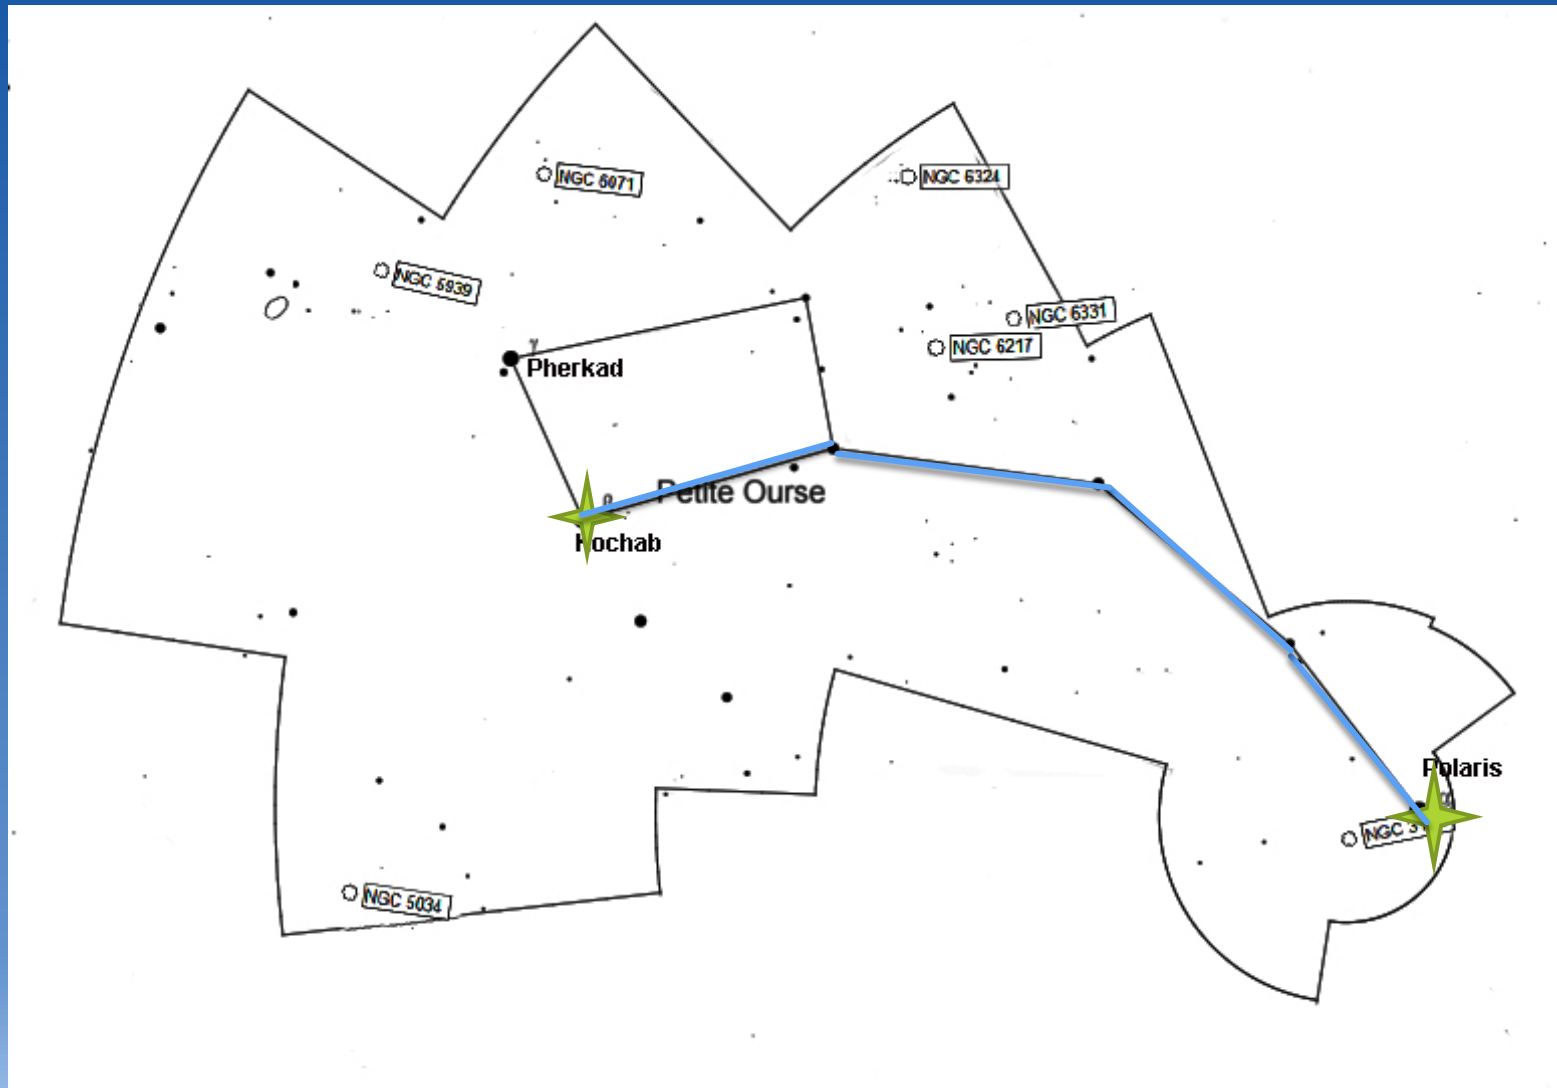 NGC 6071
NGC 6324
NGC 5939
NGC 6331
γ
NGC 6217
Pherkad
β
Petite Ourse
Kochab
Polaris
α
NGC 5034